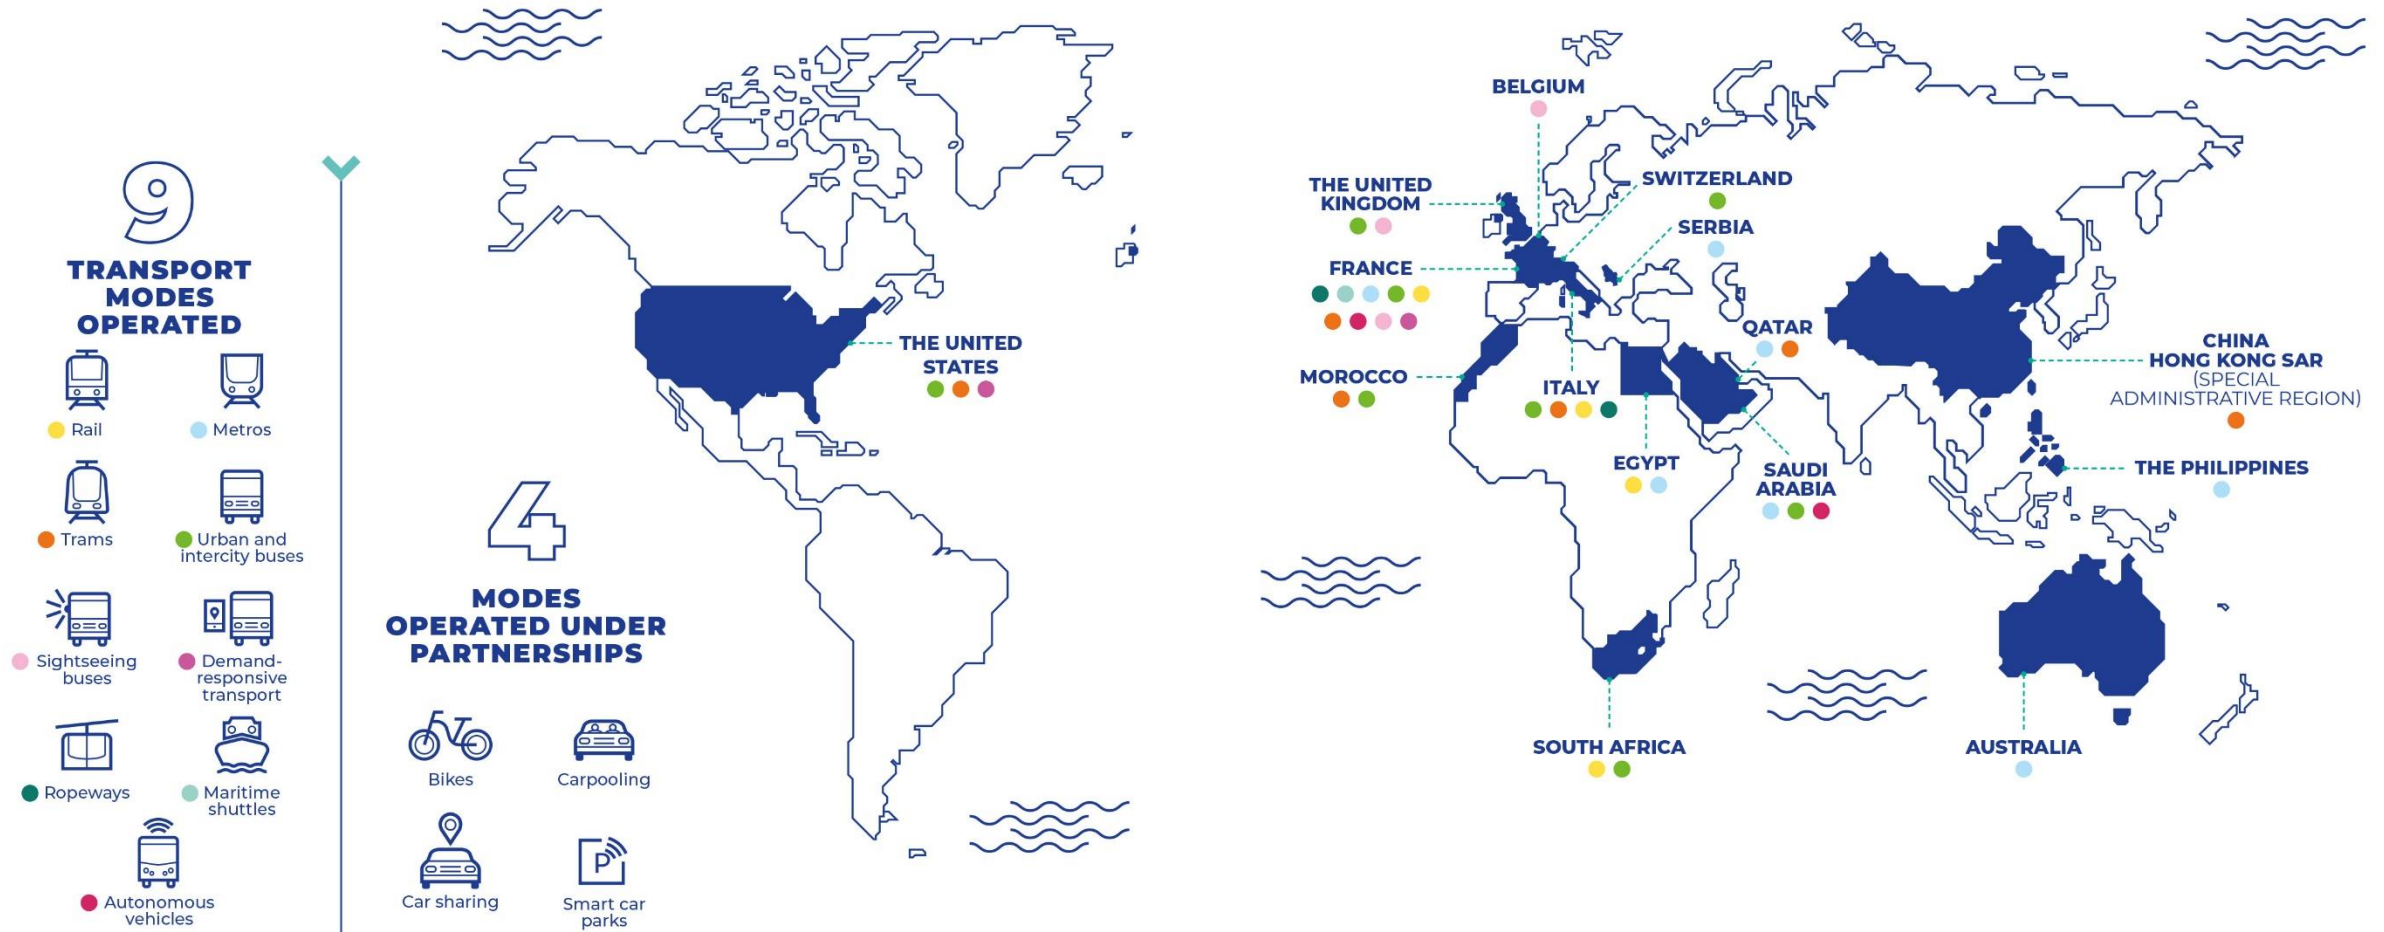 9
TRANSPORT
MODES
OPERATED
Rail
Metros
Trams
Urban and
intercity buses
Sightseeing
buses
Demand-
responsive
transport
Ropeways
Maritime
shuttles
Autonomous
vehicles
4
MODES
OPERATED UNDER
PARTNERSHIPS
Bikes
Carpooling
Car sharing
P
Smart car
parks
THE UNITED
STATES
BELGIUM
THE UNITED
KINGDOM
SWITZERLAND
SERBIA
FRANCE
QATAR
MOROCCO
ITALY
EGYPT
SAUDI
ARABIA
CHINA
HONG KONG SAR
(SPECIAL
ADMINISTRATIVE REGION)
THE PHILIPPINES
SOUTH AFRICA
AUSTRALIA